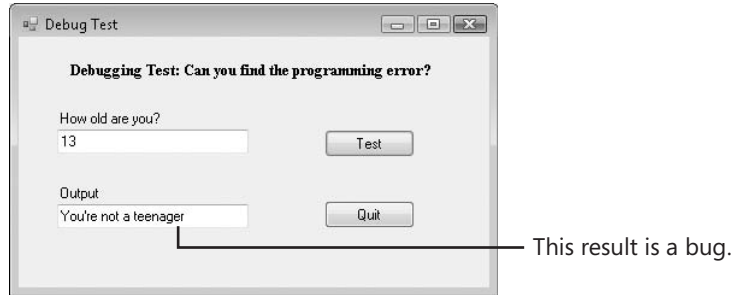 Debug Test
Debugging Test: Can you find the programming error?
How old are you?
13
Test
Output
You're not a teenager
Quit
This result is a bug.